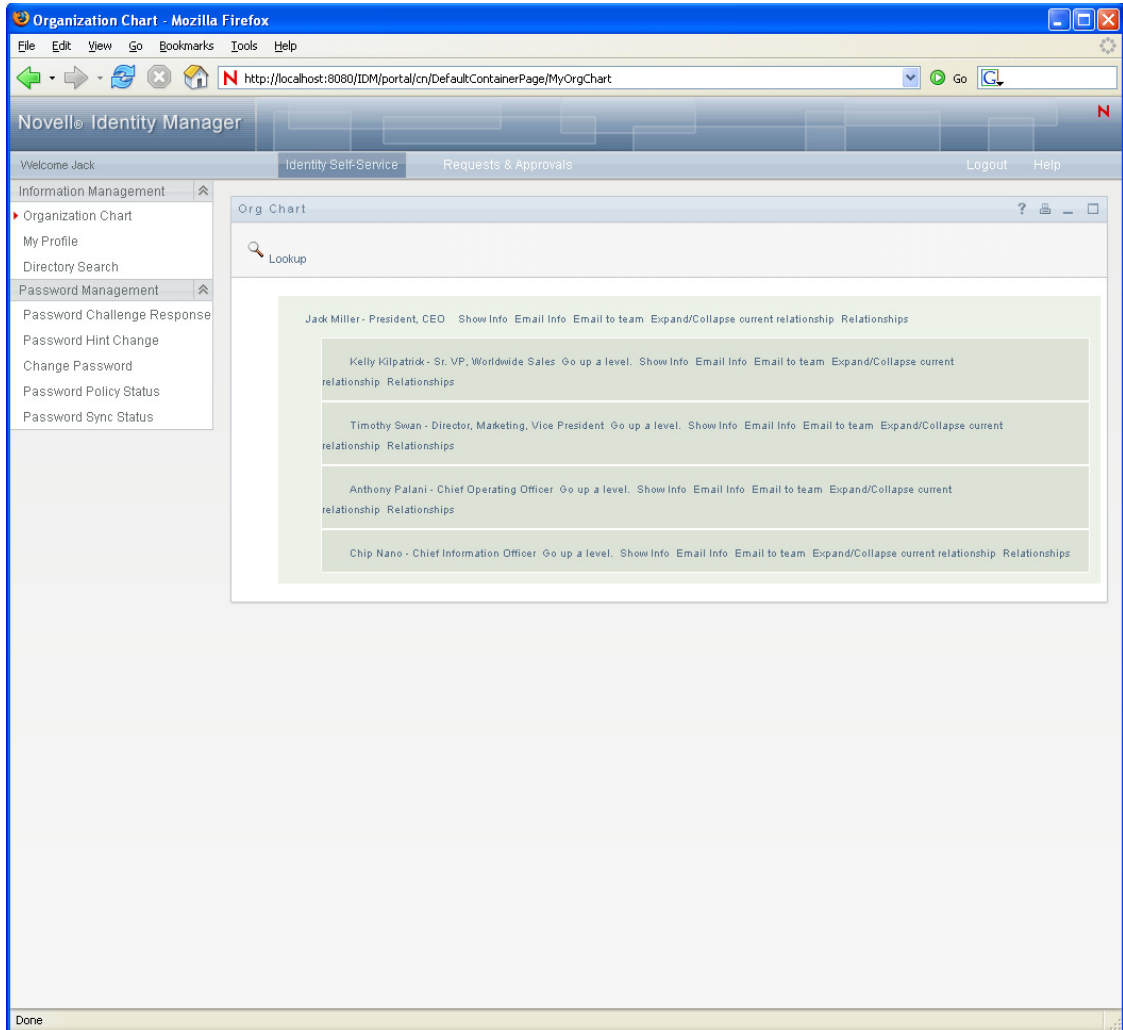 Organization Chart - Mozilla Firefox
File Edit View Go Bookmarks Tools Help
N http://localhost:8080/IDM/portal/cn/DefaultContainerPage/MyOrgChart Go G
Novell® Identity Manager N
Welcome Jack Identity Self-Service Requests & Approvals Logout Help
Information Management
Organization Chart
My Profile
Directory Search
Password Management
Password Challenge Response
Password Hint Change
Change Password
Password Policy Status
Password Sync Status
Org Chart ?
Lookup
Jack Miller - President, CEO Show Info Email Info Email to team Expand/Collapse current relationship Relationships
Kelly Kilpatrick - Sr. VP, Worldwide Sales Go up a level. Show Info Email Info Email to team Expand/Collapse current
relationship Relationships
Timothy Swan - Director, Marketing, Vice President Go up a level. Show Info Email Info Email to team Expand/Collapse current
relationship Relationships
Anthony Palani - Chief Operating Officer Go up a level. Show Info Email Info Email to team Expand/Collapse current
relationship Relationships
Chip Nano - Chief Information Officer Go up a level. Show Info Email Info Email to team Expand/Collapse current relationship Relationships
Done